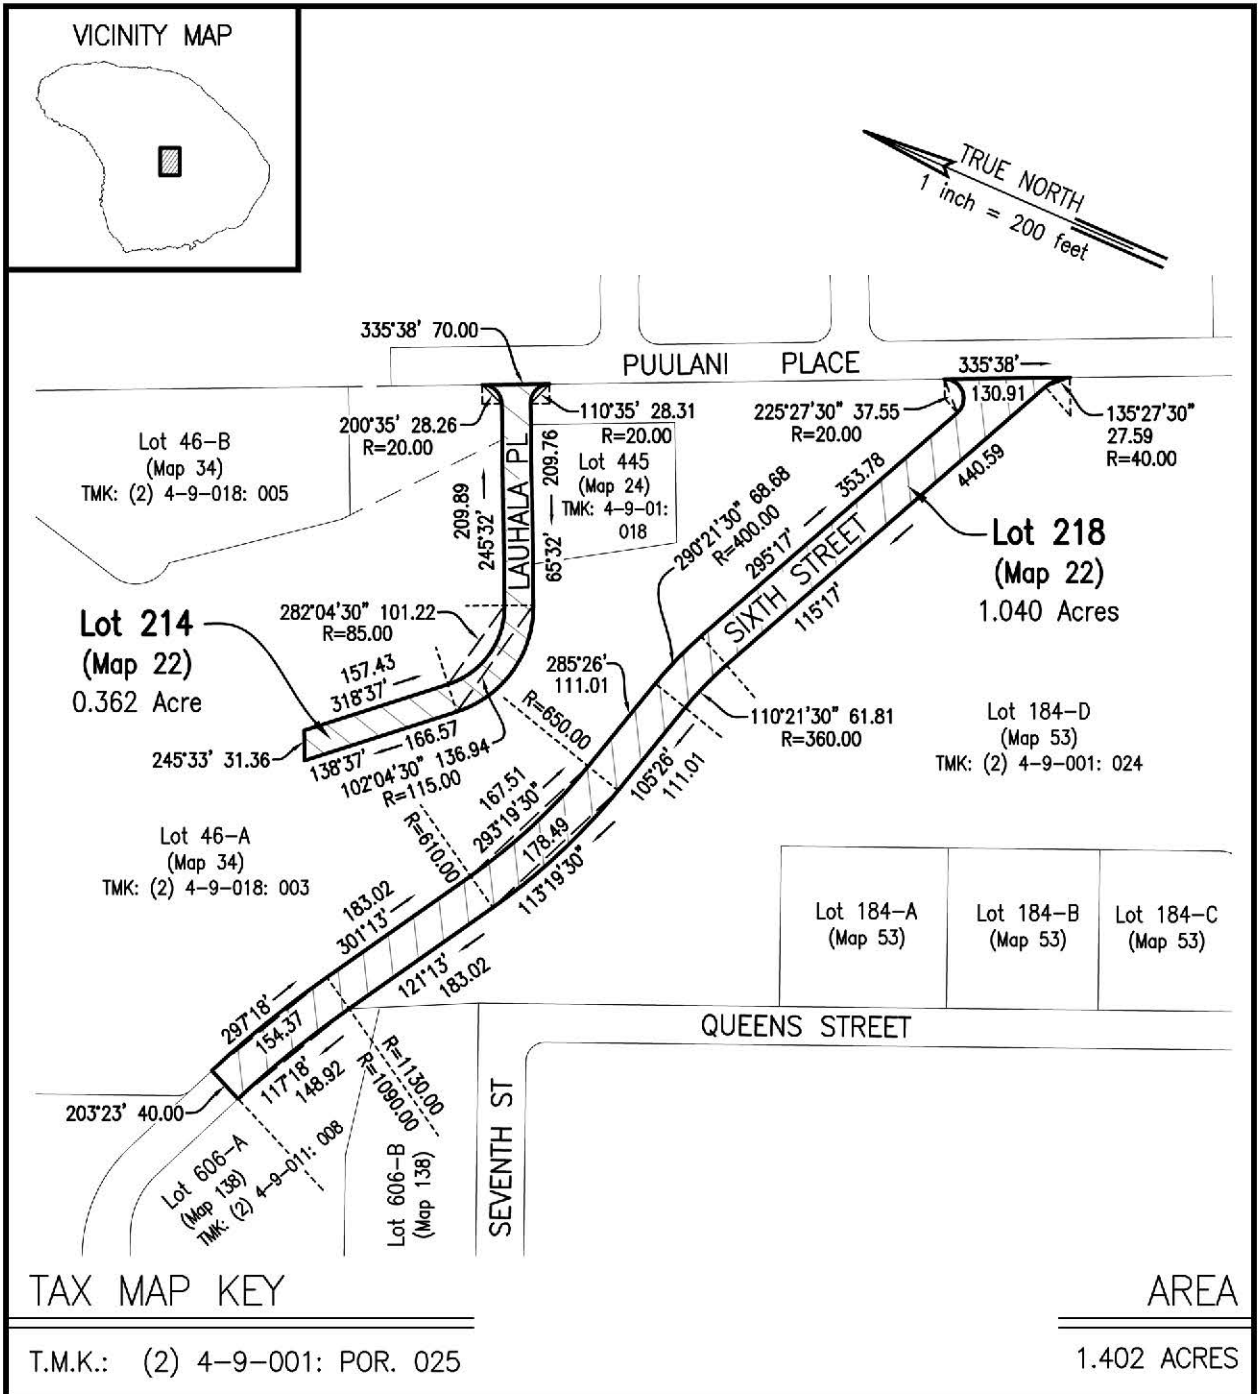 VICINITY MAP
TRUE NORTH
1 inch = 200 feet
335°38' 70.00
PUULANI PLACE
335°38'
130.91
200°35' 28.26
R=20.00
110°35' 28.31
R=20.00
225°27'30" 37.55
R=20.00
135°27'30"
27.59
R=40.00
Lot 46-B
(Map 34)
TMK: (2) 4-9-018: 005
209.89
245°32'
LAUHALA PL
209.76
65°32'
Lot 445
(Map 24)
TMK: 4-9-01:
018
290°21'30" 68.68
R=400.00
353.78
295°17'
SIXTH STREET
440.59
115°17'
Lot 218
(Map 22)
1.040 Acres
Lot 214
(Map 22)
0.362 Acre
282°04'30" 101.22
R=85.00
157.43
318°37'
245°33' 31.36
138°37' 166.57
102°04'30" 136.94
R=115.00
285°26'
111.01
R=650.00
110°21'30" 61.81
R=360.00
105°26'
111.01
Lot 184-D
(Map 53)
TMK: (2) 4-9-001: 024
167.51
293°19'30"
R=610.00
178.49
113°19'30"
Lot 46-A
(Map 34)
TMK: (2) 4-9-018: 003
183.02
301°13'
121°13'
183.02
Lot 184-A
(Map 53)
Lot 184-B
(Map 53)
Lot 184-C
(Map 53)
QUEENS STREET
297°18'
154.37
117°18'
148.92
R=1130.00
R=1090.00
203°23' 40.00
Lot 606-A
(Map 138)
TMK: (2) 4-9-011: 008
Lot 606-B
(Map 138)
SEVENTH ST
TAX MAP KEY
AREA
T.M.K.: (2) 4-9-001: POR. 025
1.402 ACRES